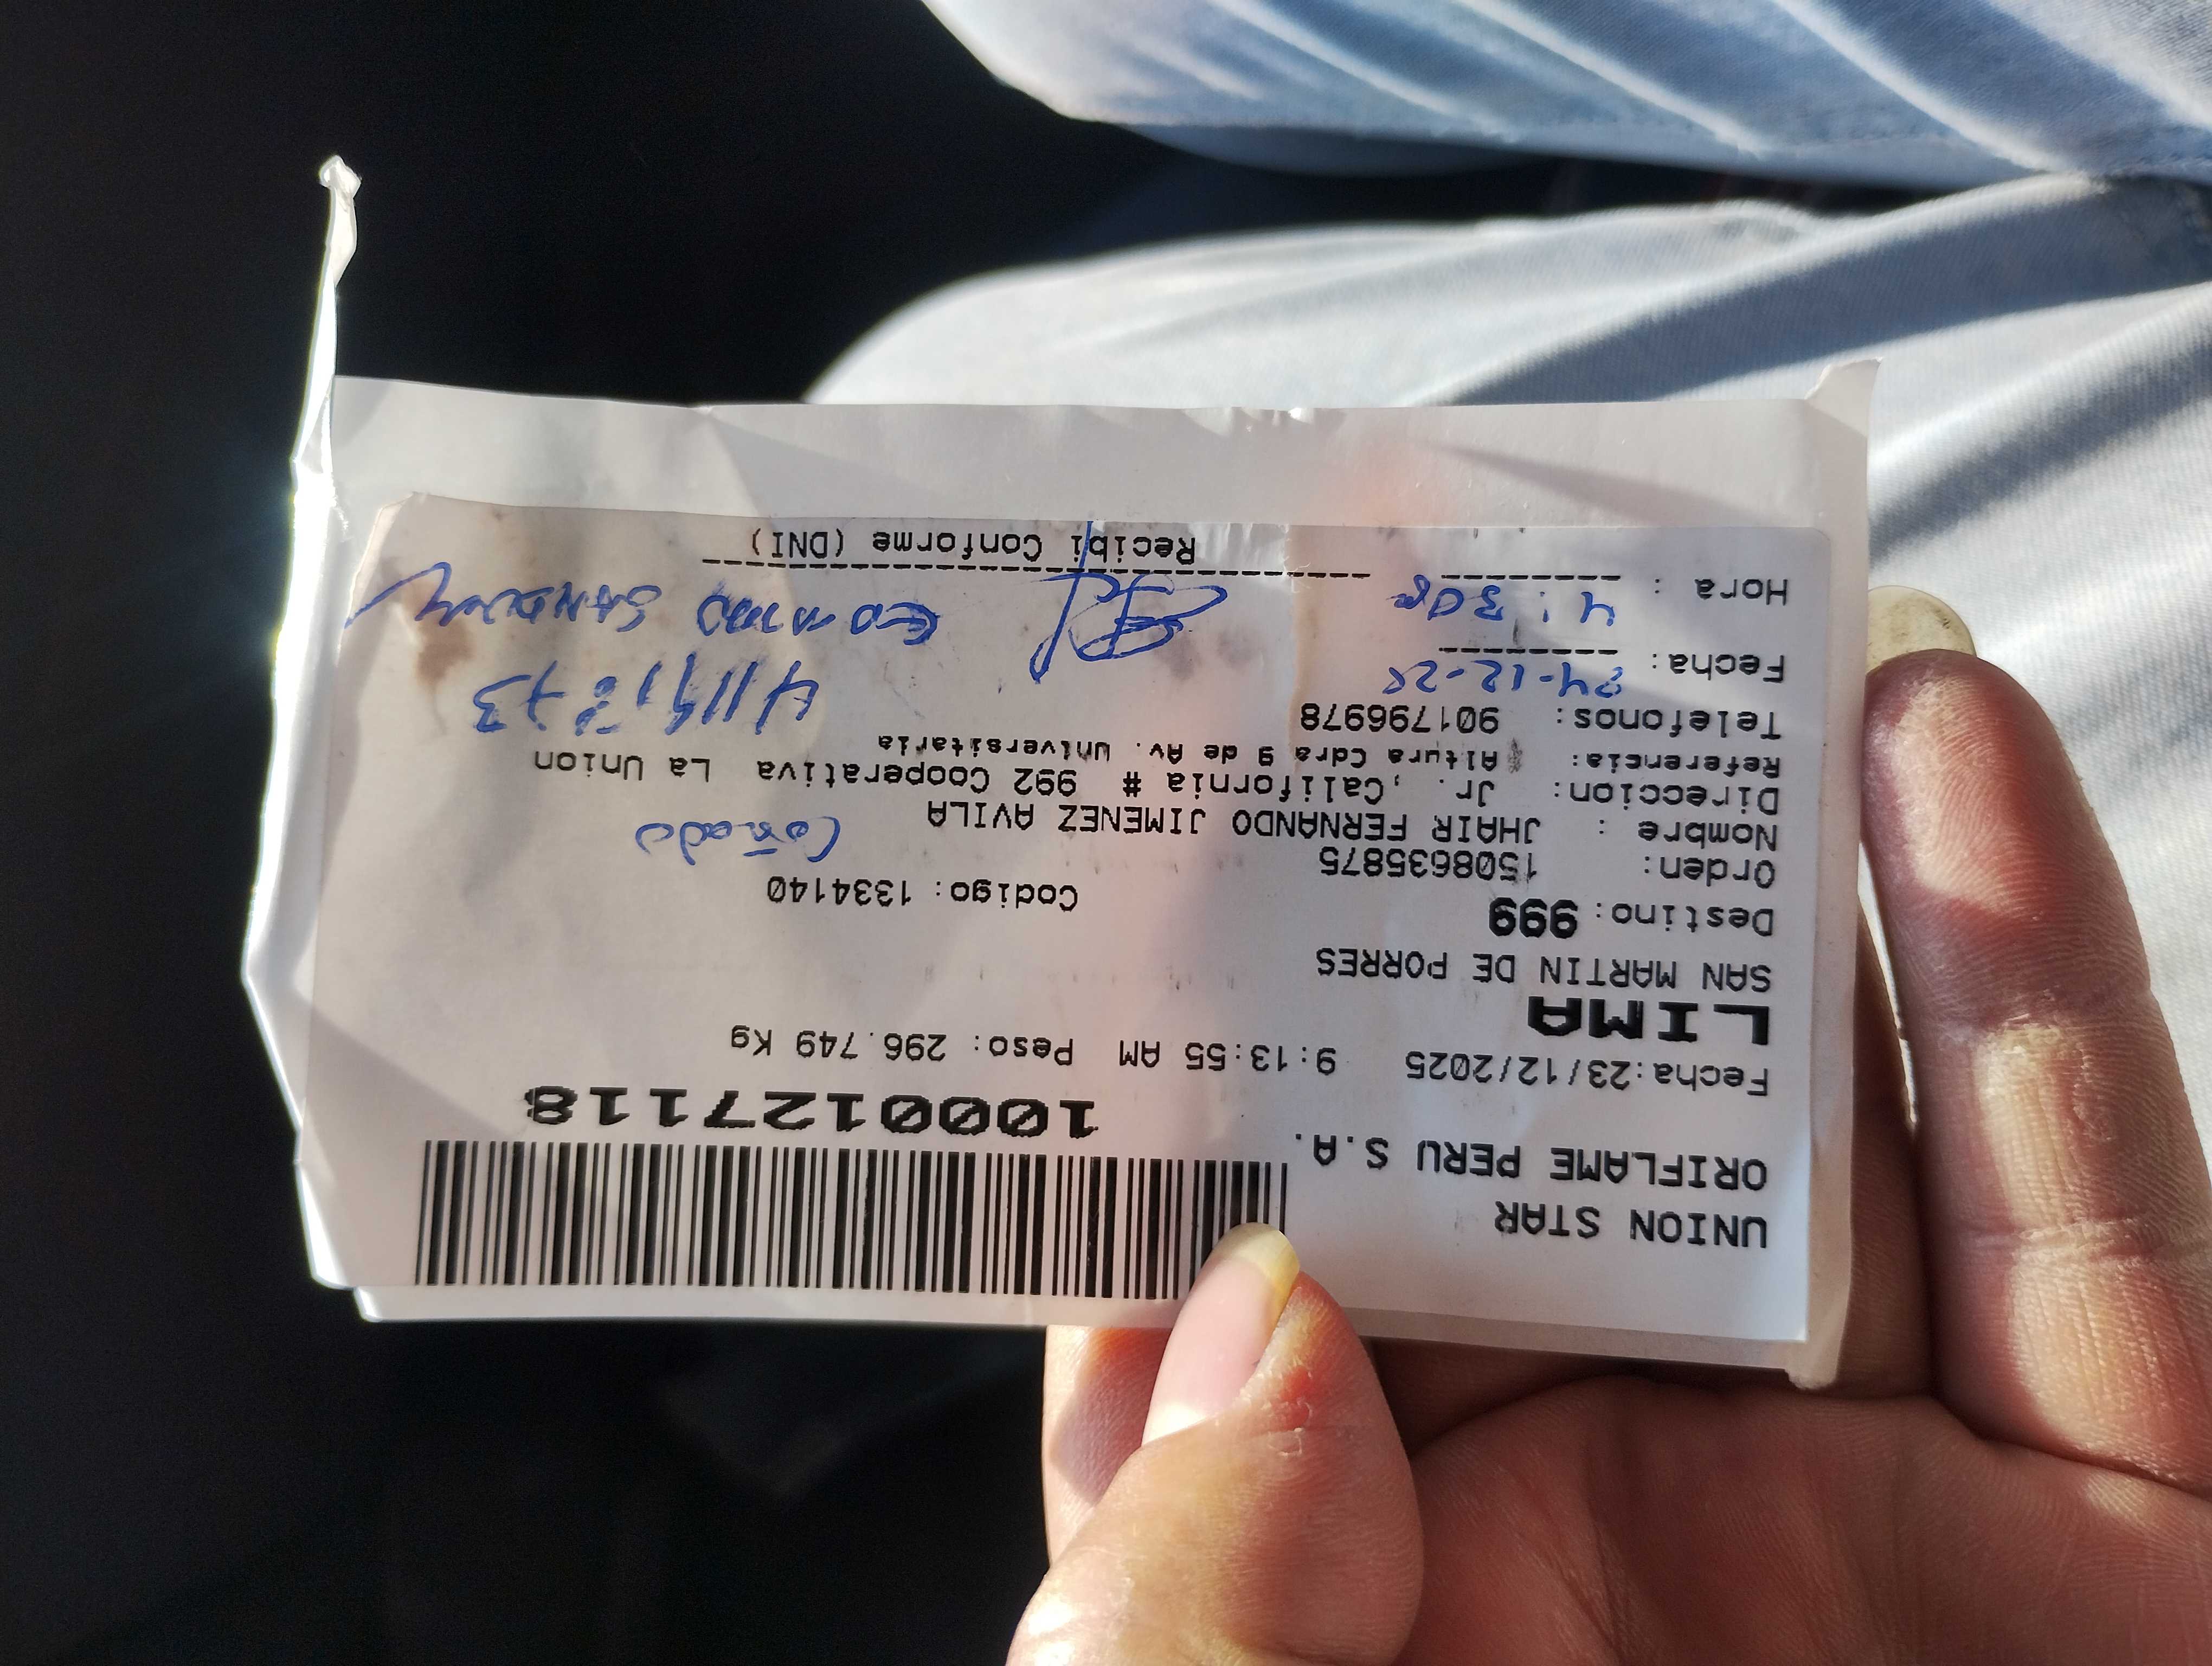 UNION STAR
ORIFLAME PERU S.A.
1000127118
Fecha:23/12/2025 9:13:55 AM Peso: 296.749 Kg
LIMA
SAN MARTIN DE PORRES
Destino: 999 Codigo: 1334140
Orden: 1508635875
Nombre : JHAIR FERNANDO JIMENEZ AVILA Coñado
Direccion: Jr. ,California # 992 Cooperativa La Union
Referencia: Altura Cdra 9 de Av. Universitaria
Telefonos: 901796978
Fecha: 24-12-25
Hora : 4:30p
Recibi Conforme (DNI)